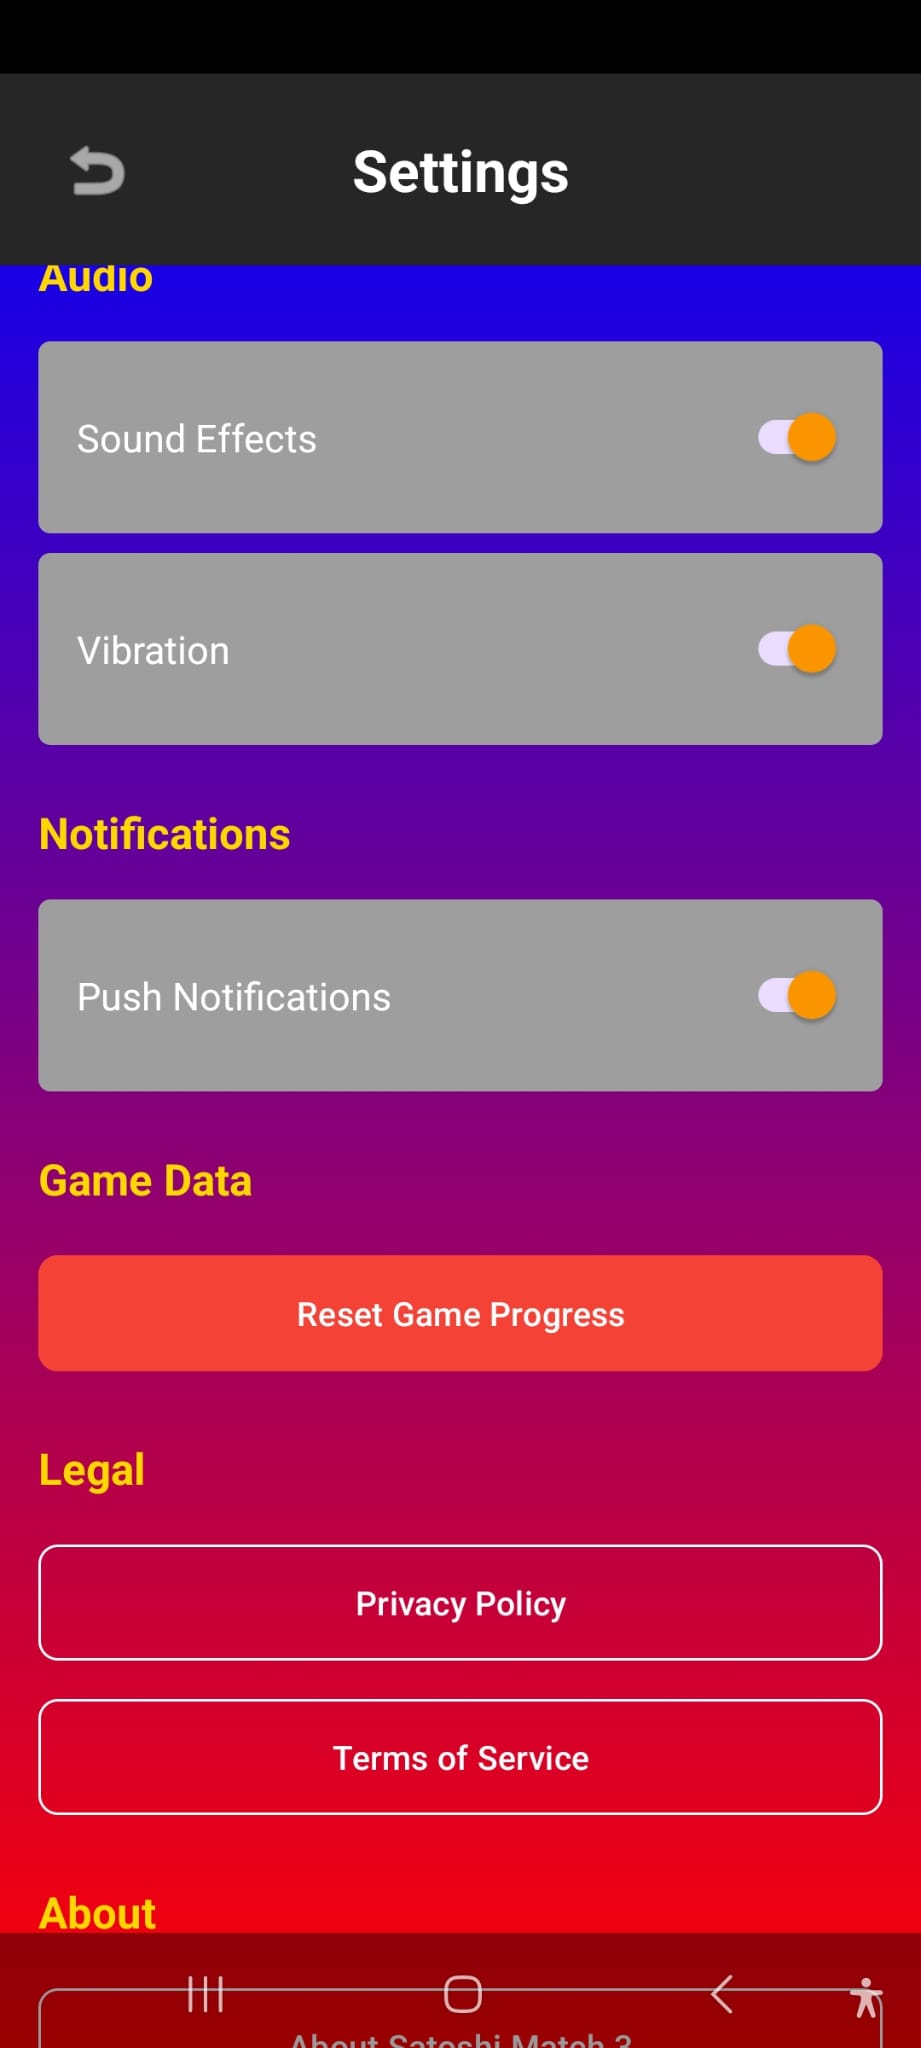 Settings
Audio
Sound Effects
Vibration
Notifications
Push Notifications
Game Data
Reset Game Progress
Legal
Privacy Policy
Terms of Service
About
About Satoshi Match 3